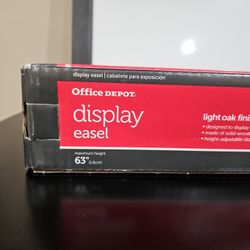 display easel | caballete para exposición
Office DEPOT.
display
easel
light oak fini
• designed to display
• made of solid wood
• height-adjustable dis
maximum height
63"